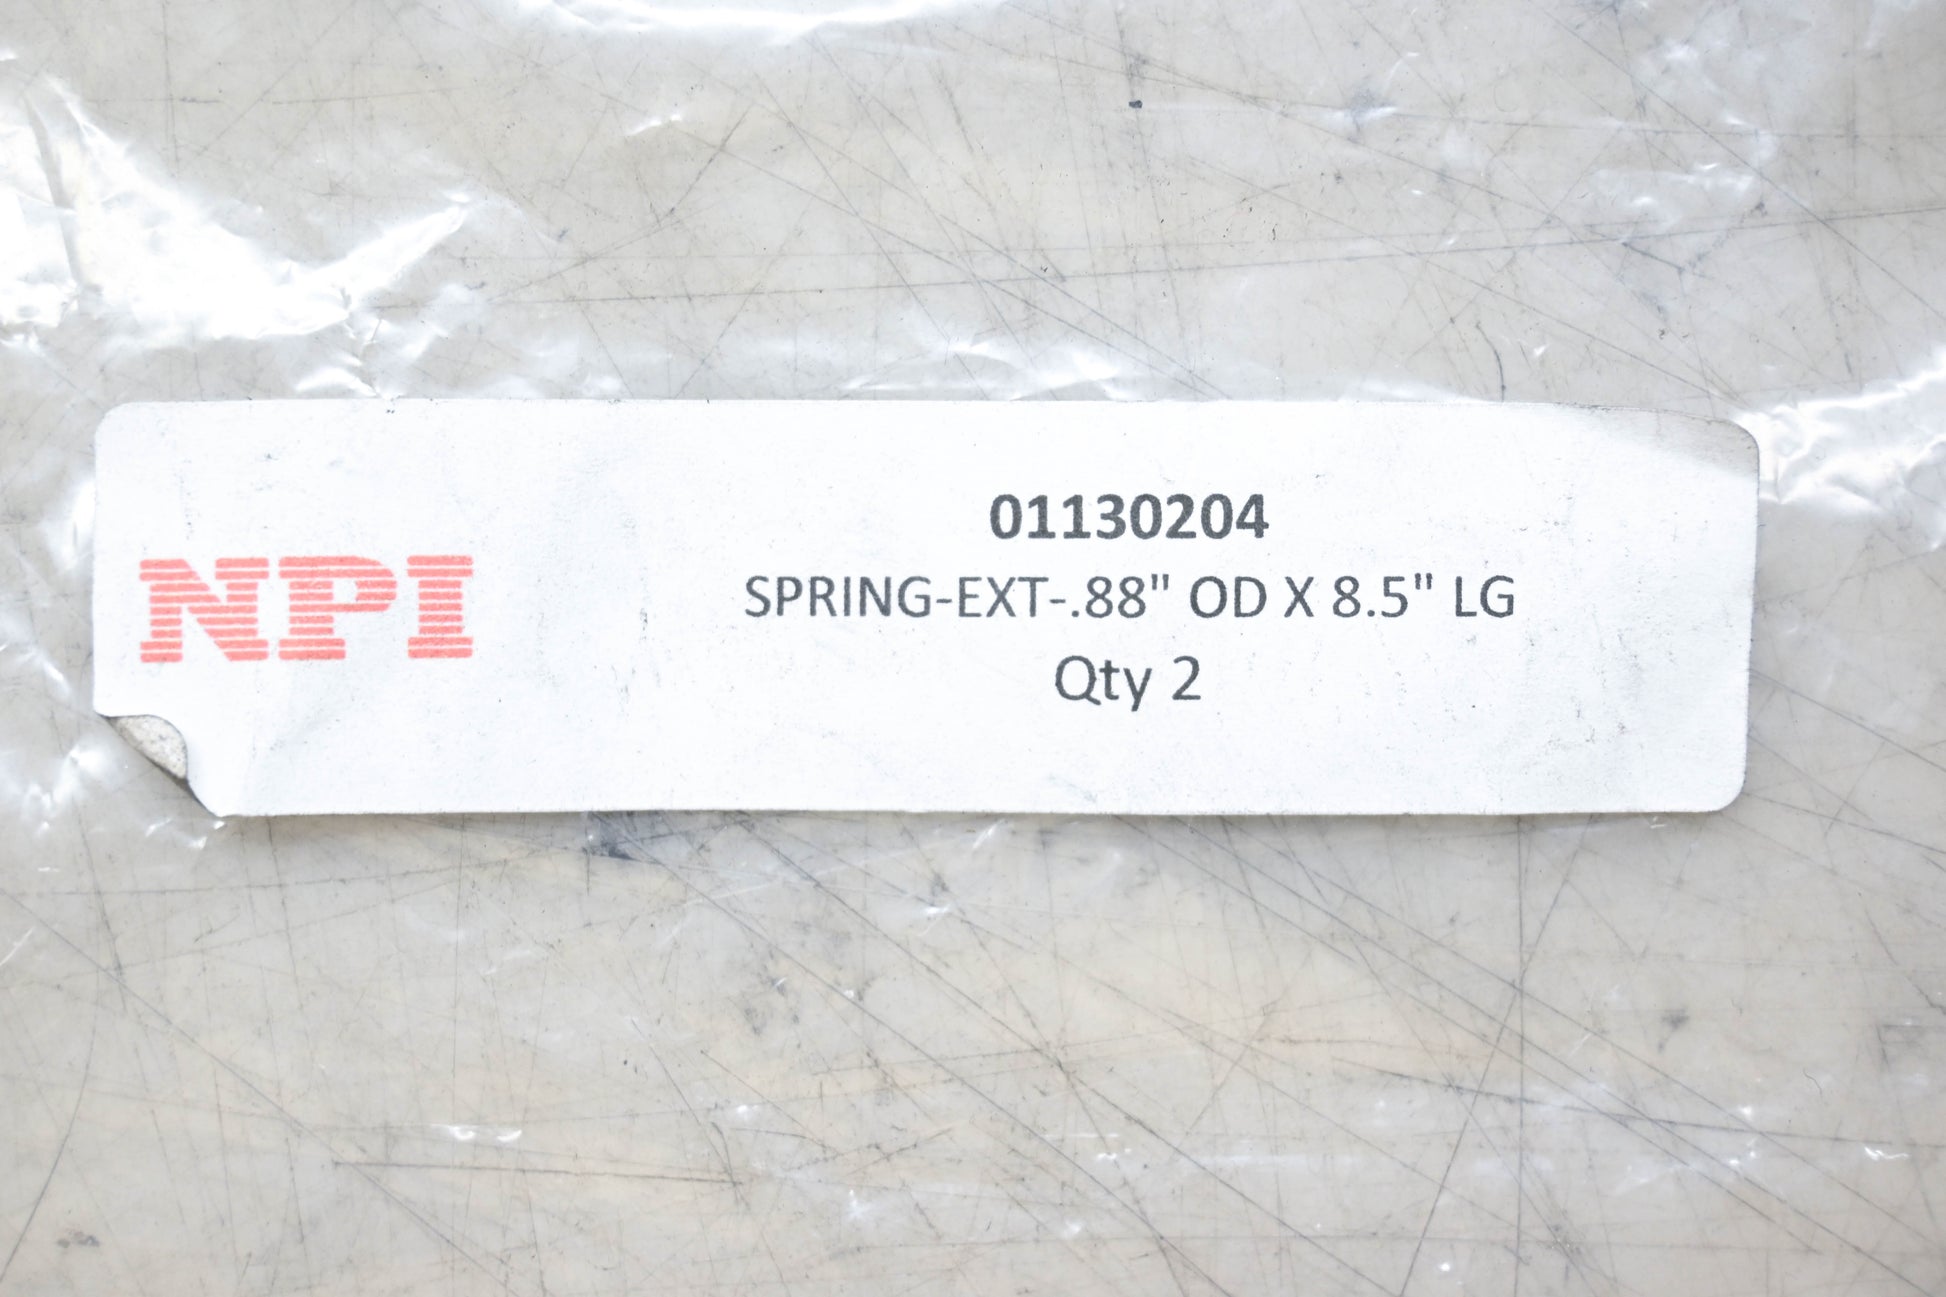 NPI
01130204
SPRING-EXT-.88" OD X 8.5" LG
Qty 2